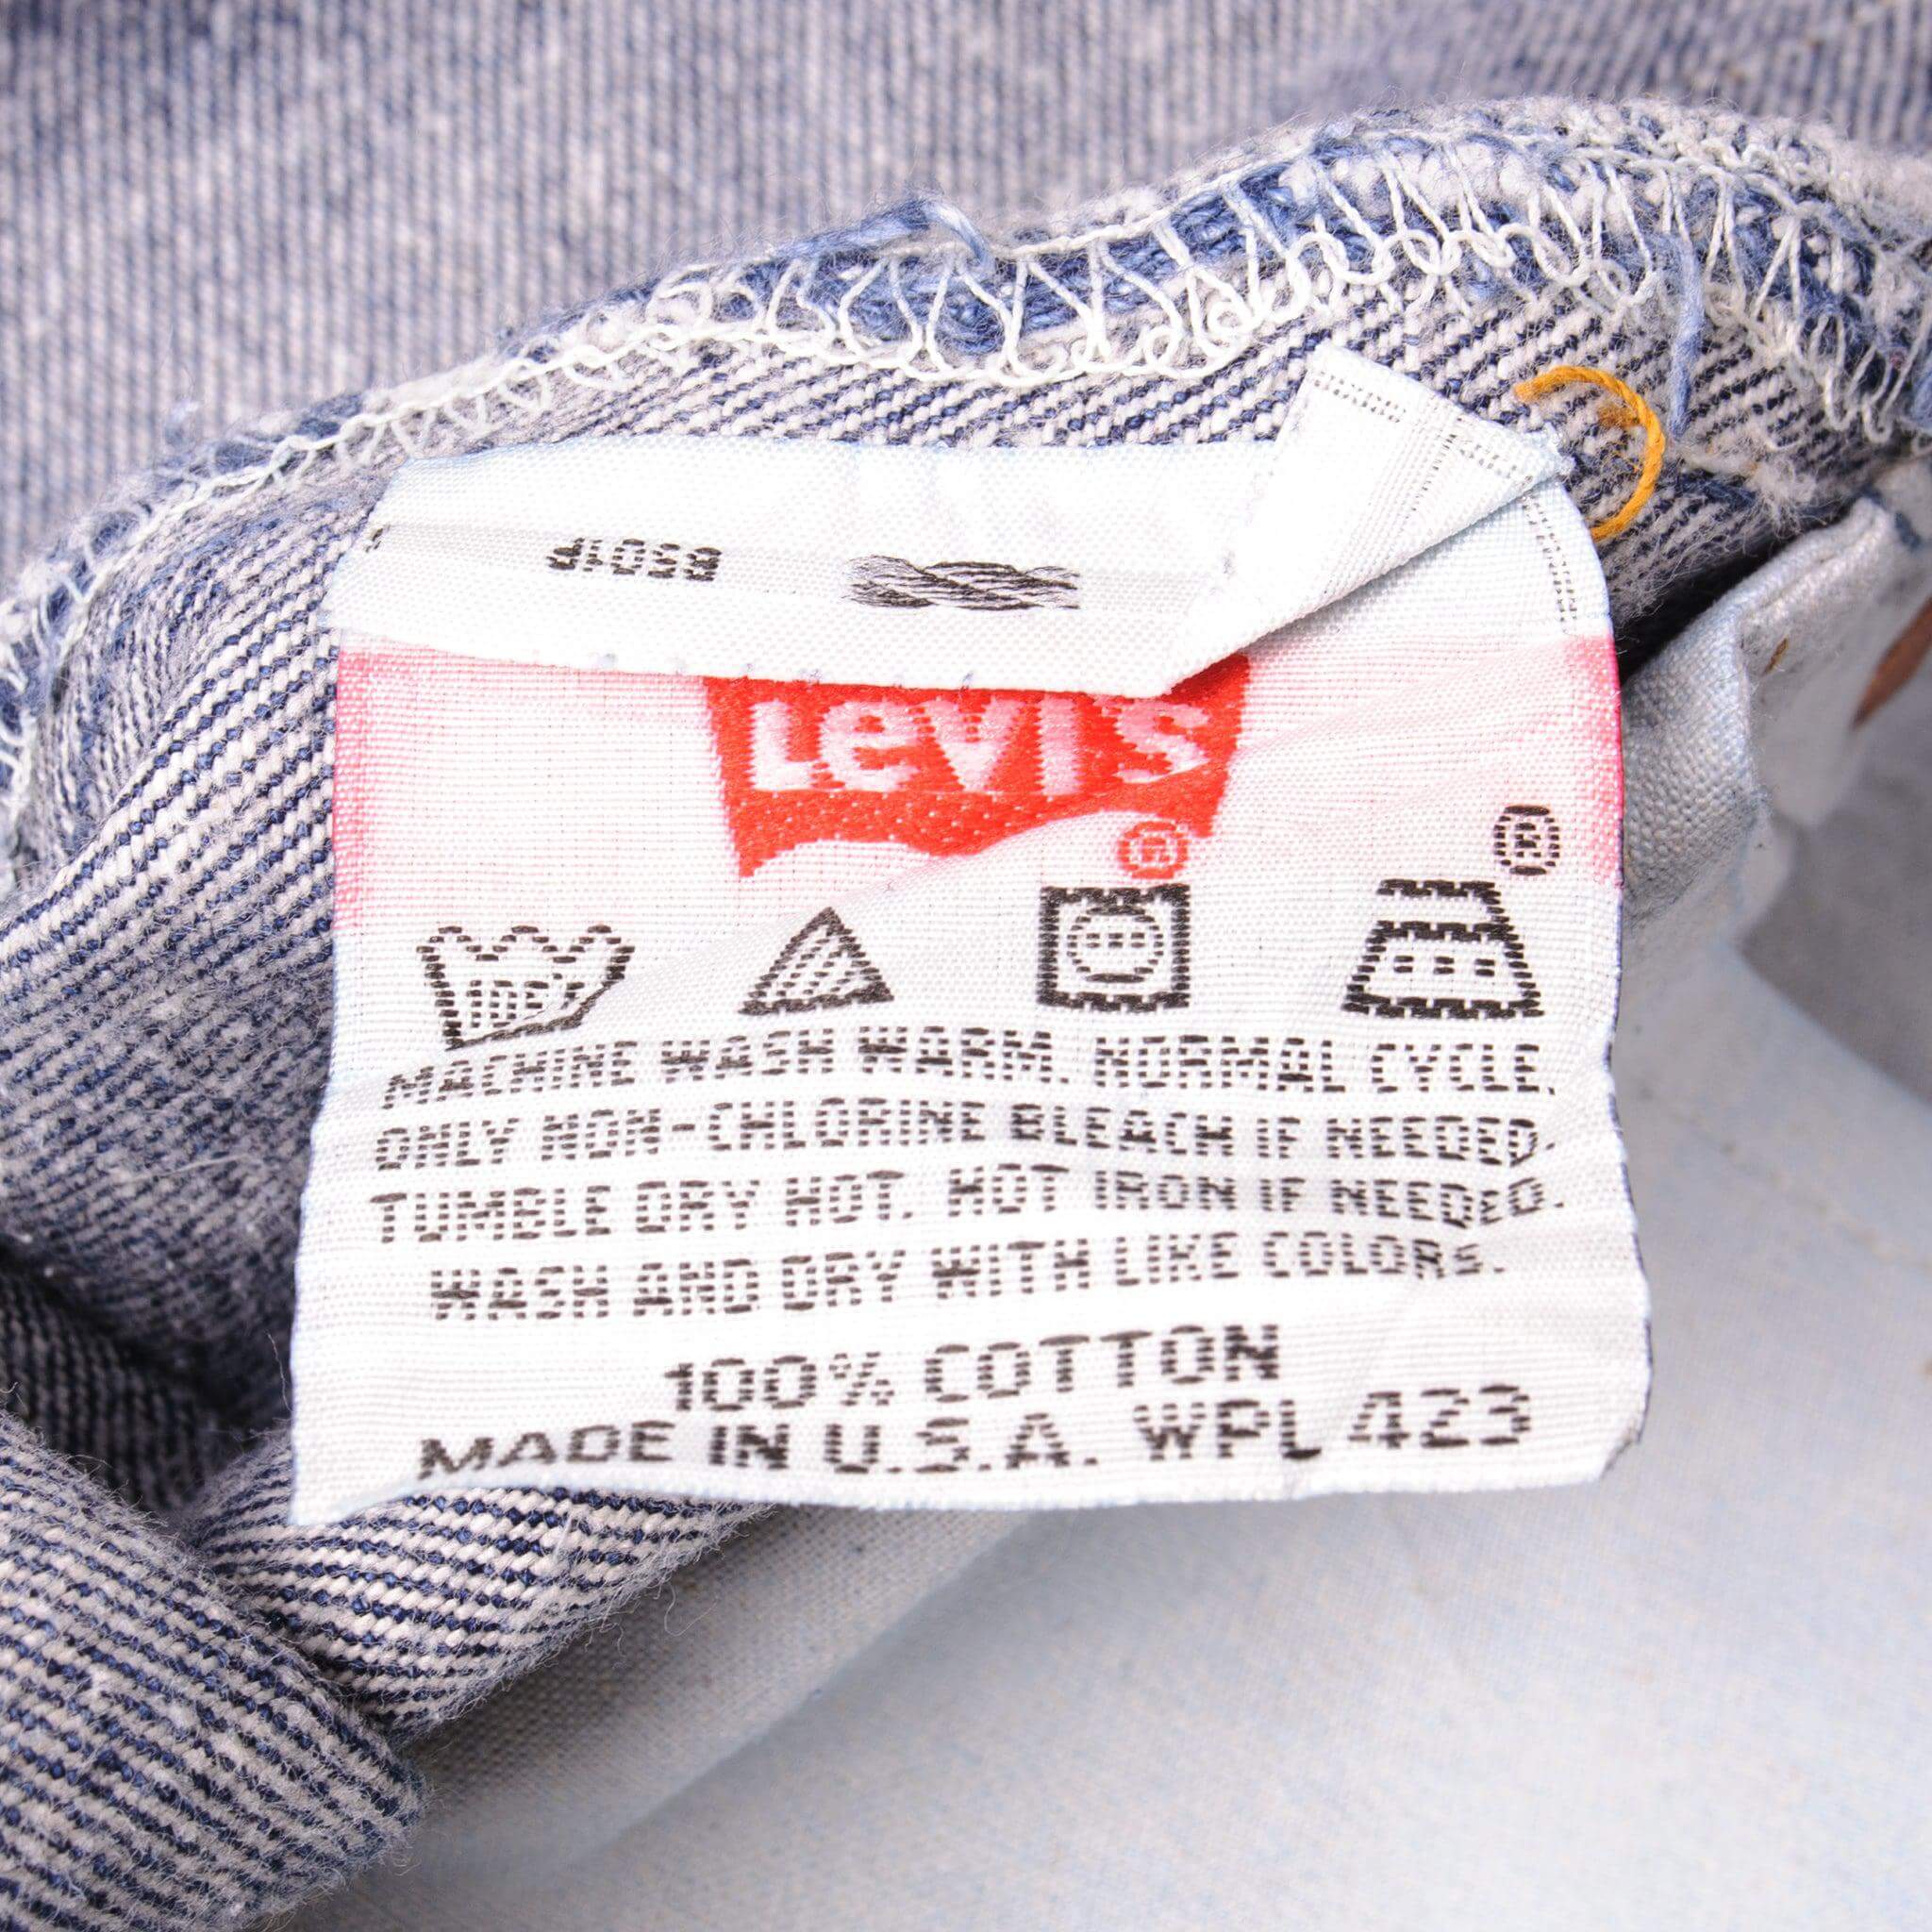 Levi's
®
®
105°F
MACHINE WASH WARM. NORMAL CYCLE.
ONLY NON-CHLORINE BLEACH IF NEEDED.
TUMBLE DRY HOT. HOT IRON IF NEEDED.
WASH AND DRY WITH LIKE COLORS.
100% COTTON
MADE IN U.S.A. WPL 423